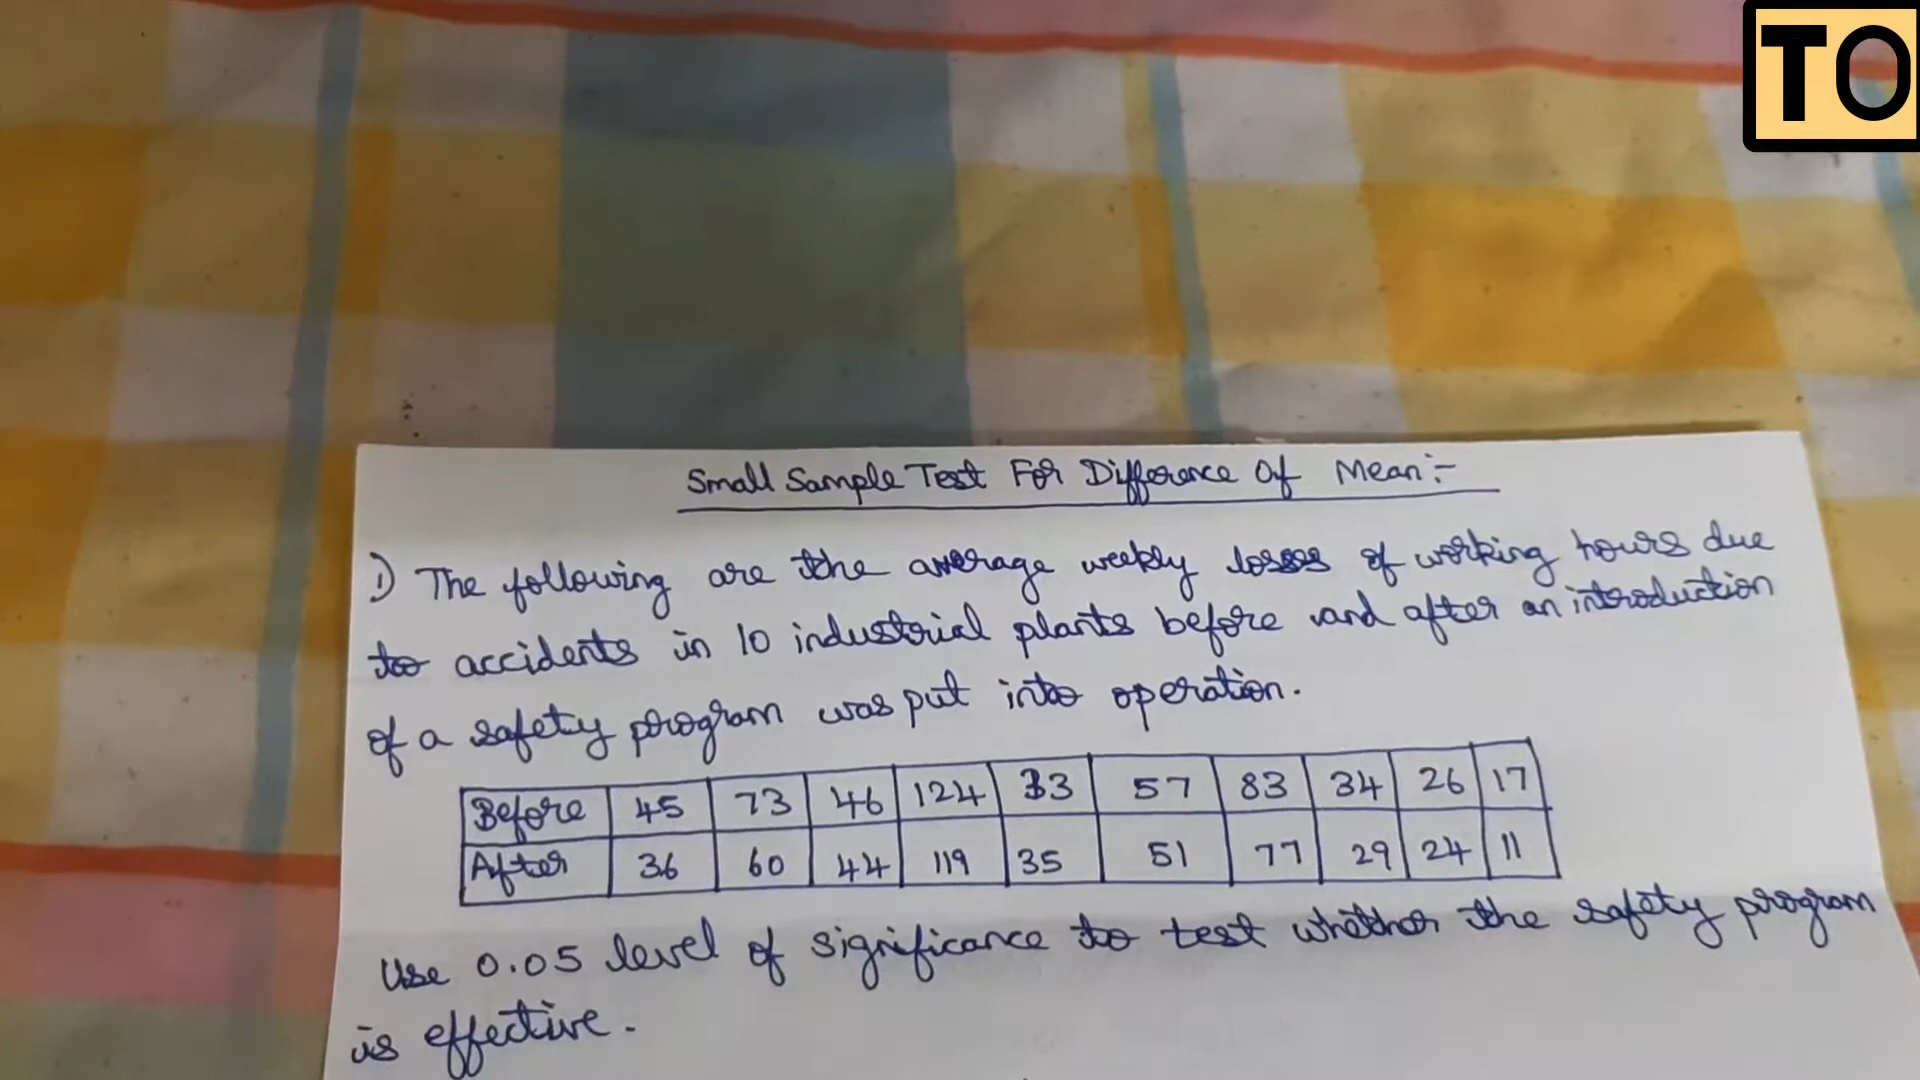 TO
Small Sample Test For Difference Of Mean:-
1) The following are the average weekly losses of working hours due
to accidents in 10 industrial plants before and after an introduction
of a safety program was put into operation.
Before 45 73 46 124 33 57 83 34 26 17
After 36 60 44 119 35 51 77 29 24 11
Use 0.05 level of significance to test whether the safety program
is effective.